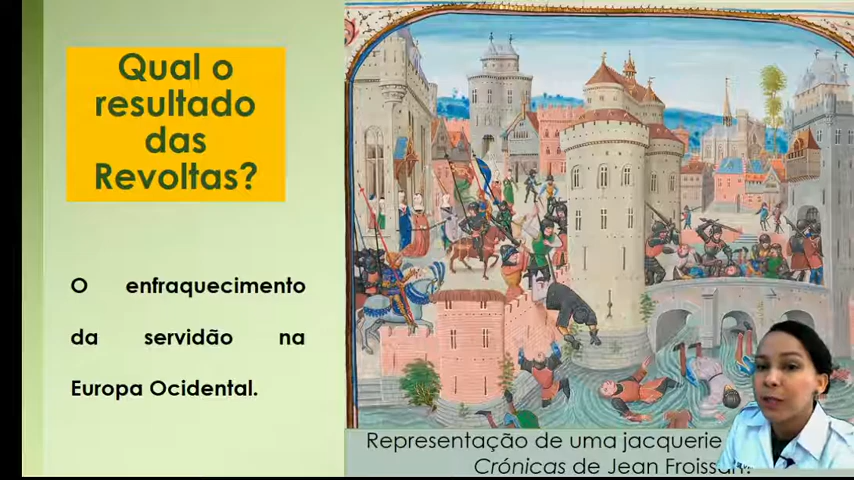 Qual o
resultado
das
Revoltas?
O enfraquecimento
da servidão na
Europa Ocidental.
Representação de uma jacquerie
Crónicas de Jean